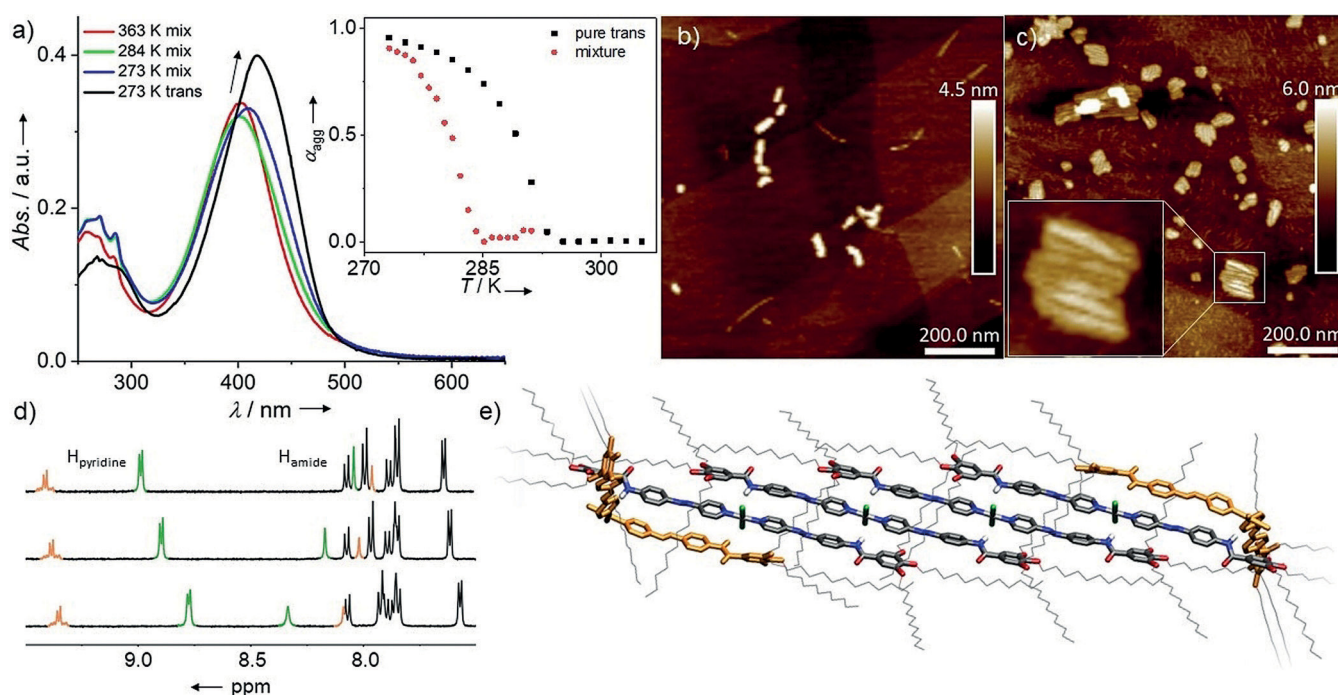 a)
363 K mix
284 K mix
273 K mix
273 K trans
Abs. / a.u.
0.4
0.2
0.0
300
400
500
600
λ / nm
pure trans
mixture
α_agg
1.0
0.5
0.0
270
285
300
T / K
b)
4.5 nm
200.0 nm
c)
6.0 nm
200.0 nm
d)
H_pyridine
H_amide
9.0
8.5
8.0
ppm
e)